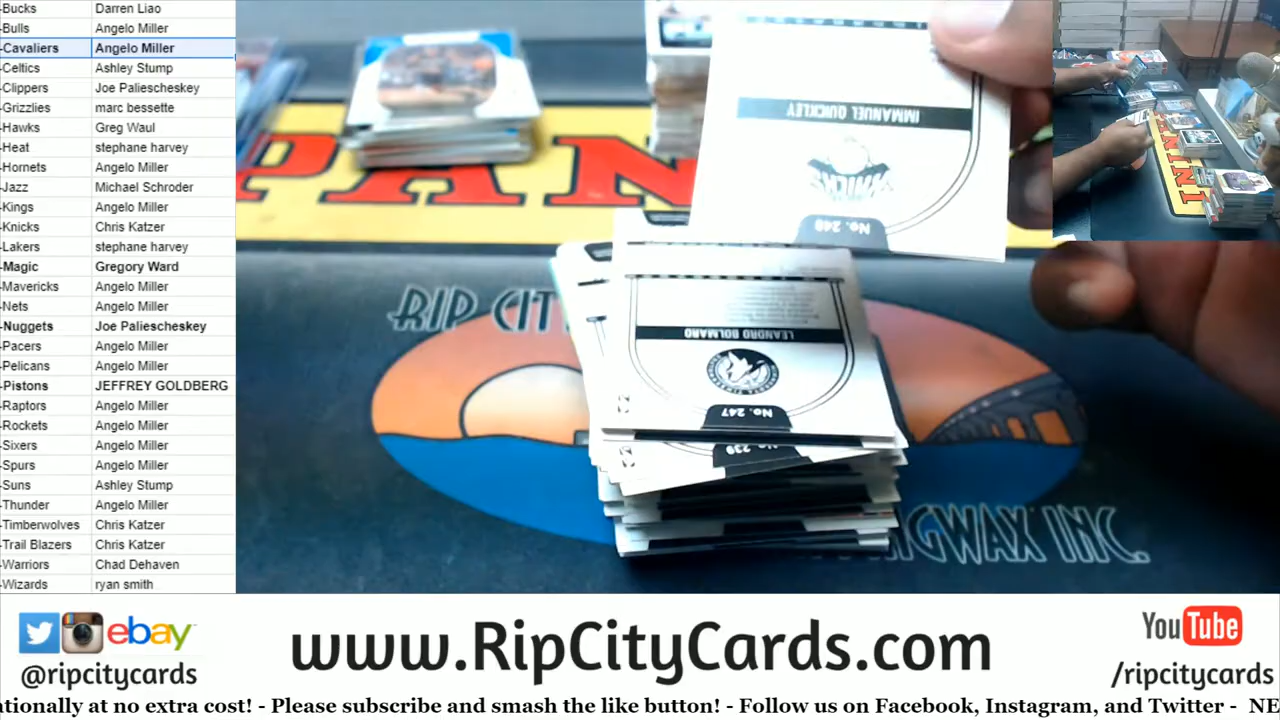 -Bucks Darren Liao
-Bulls Angelo Miller
-Cavaliers Angelo Miller
-Celtics Ashley Stump
-Clippers Joe Paliescheskey
-Grizzlies marc bessette
-Hawks Greg Waul
-Heat stephane harvey
-Hornets Angelo Miller
-Jazz Michael Schroder
-Kings Angelo Miller
-Knicks Chris Katzer
-Lakers stephane harvey
-Magic Gregory Ward
-Mavericks Angelo Miller
-Nets Angelo Miller
-Nuggets Joe Paliescheskey
-Pacers Angelo Miller
-Pelicans Angelo Miller
-Pistons JEFFREY GOLDBERG
-Raptors Angelo Miller
-Rockets Angelo Miller
-Sixers Angelo Miller
-Spurs Angelo Miller
-Suns Ashley Stump
-Thunder Angelo Miller
-Timberwolves Chris Katzer
-Trail Blazers Chris Katzer
-Warriors Chad Dehaven
-Wizards ryan smith
IMMANUEL QUICKLEY
KNICKS
No. 248
PANINI
RIP CIT
LEANDRO BOLMARO
No. 247
No. 239
NGWAX INC.
ebay
@ripcitycards
www.RipCityCards.com
YouTube
/ripcitycards
ationally at no extra cost! - Please subscribe and smash the like button! - Follow us on Facebook, Instagram, and Twitter - NE